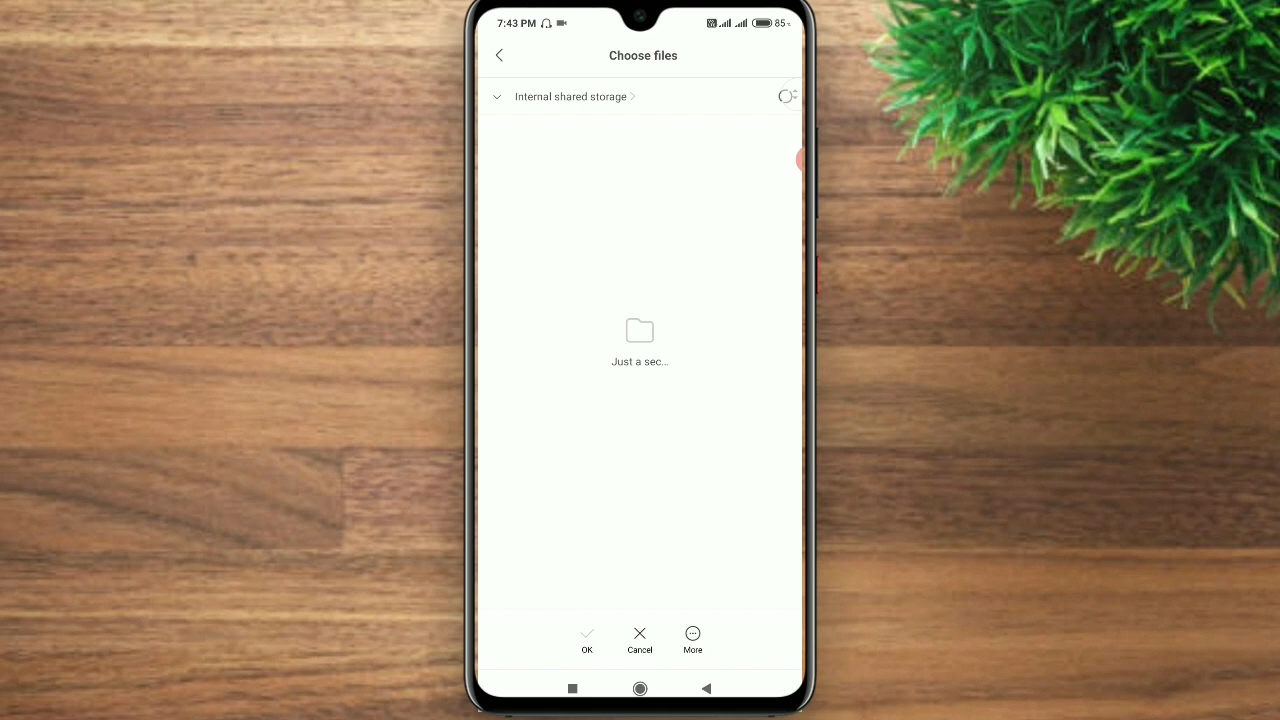 7:43 PM
85
Choose files
Internal shared storage
Just a sec...
OK
Cancel
More